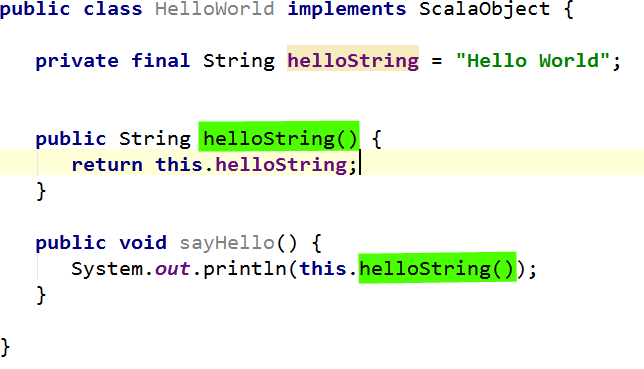 public class HelloWorld implements ScalaObject {
private final String helloString = "Hello World";
public String helloString() {
return this.helloString;
}
public void sayHello() {
System.out.println(this.helloString());
}
}